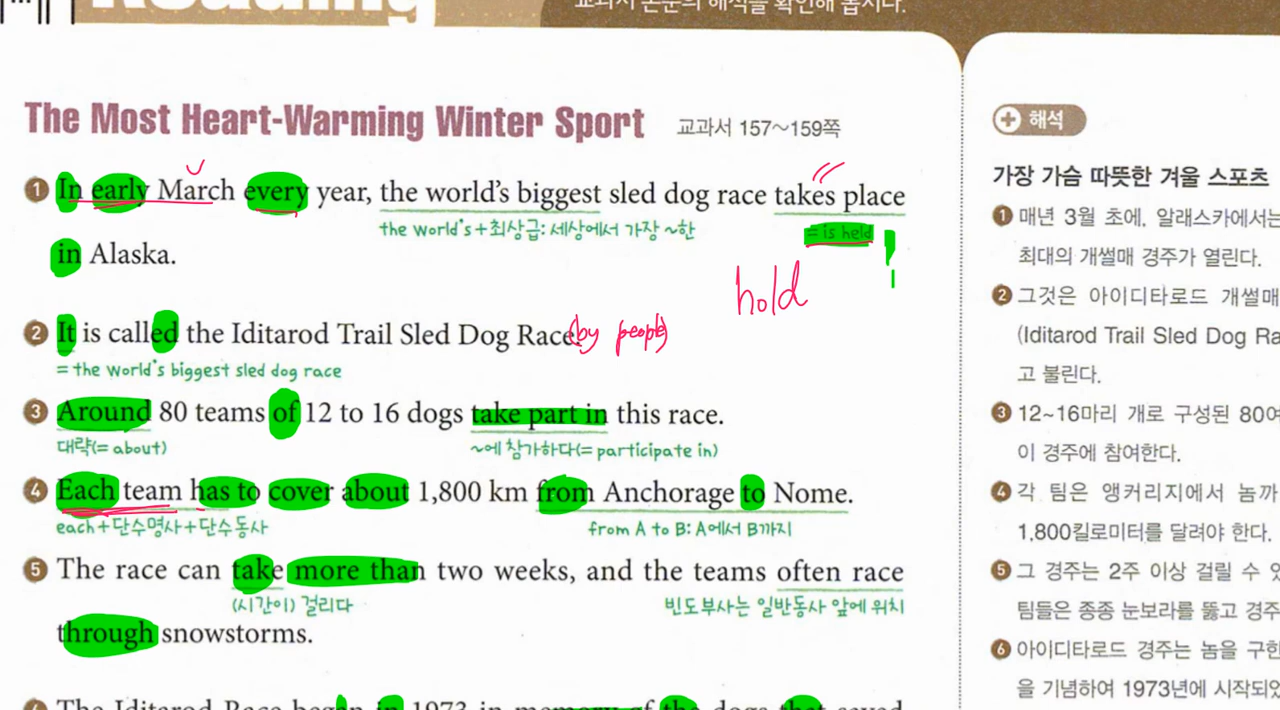 Reading
교과서 본문의 해석을 확인해 봅시다.
The Most Heart-Warming Winter Sport 교과서 157~159쪽
1 In early March every year, the world's biggest sled dog race takes place
the world's+최상급: 세상에서 가장 ~한 = is held
in Alaska.
hold
2 It is called the Iditarod Trail Sled Dog Race. (by people)
= the world's biggest sled dog race
3 Around 80 teams of 12 to 16 dogs take part in this race.
대략(= about) ~에 참가하다(= participate in)
4 Each team has to cover about 1,800 km from Anchorage to Nome.
each+단수명사+단수동사 from A to B: A에서 B까지
5 The race can take more than two weeks, and the teams often race
(시간이) 걸리다 빈도부사는 일반동사 앞에 위치
through snowstorms.
The Iditarod Race began in 1973 in memory of the dogs that saved
해석
가장 가슴 따뜻한 겨울 스포츠
1 매년 3월 초에, 알래스카에서는
최대의 개썰매 경주가 열린다.
2 그것은 아이디타로드 개썰매
(Iditarod Trail Sled Dog Ra
고 불린다.
3 12~16마리 개로 구성된 80여
이 경주에 참여한다.
4 각 팀은 앵커리지에서 놈까
1,800킬로미터를 달려야 한다.
5 그 경주는 2주 이상 걸릴 수 있
팀들은 종종 눈보라를 뚫고 경주
6 아이디타로드 경주는 놈을 구한
을 기념하여 1973년에 시작되었